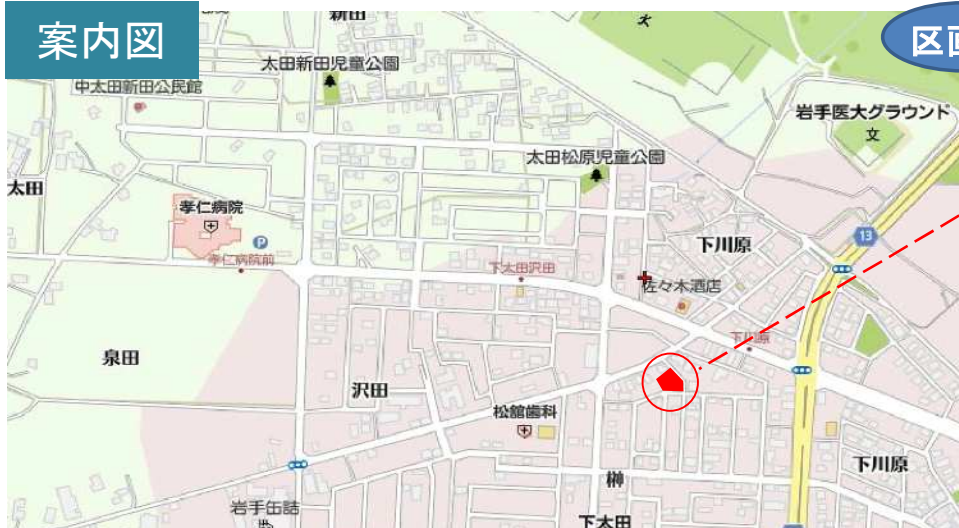 案内図
新田
区画
太田新田児童公園
中太田新田公民館
岩手医大グラウンド
文
太田松原児童公園
太田
孝仁病院
P
孝仁病院前
下川原
13
下太田沢田
佐々木酒店
下川原
泉田
沢田
松舘歯科
下川原
榊
岩手缶詰
下太田